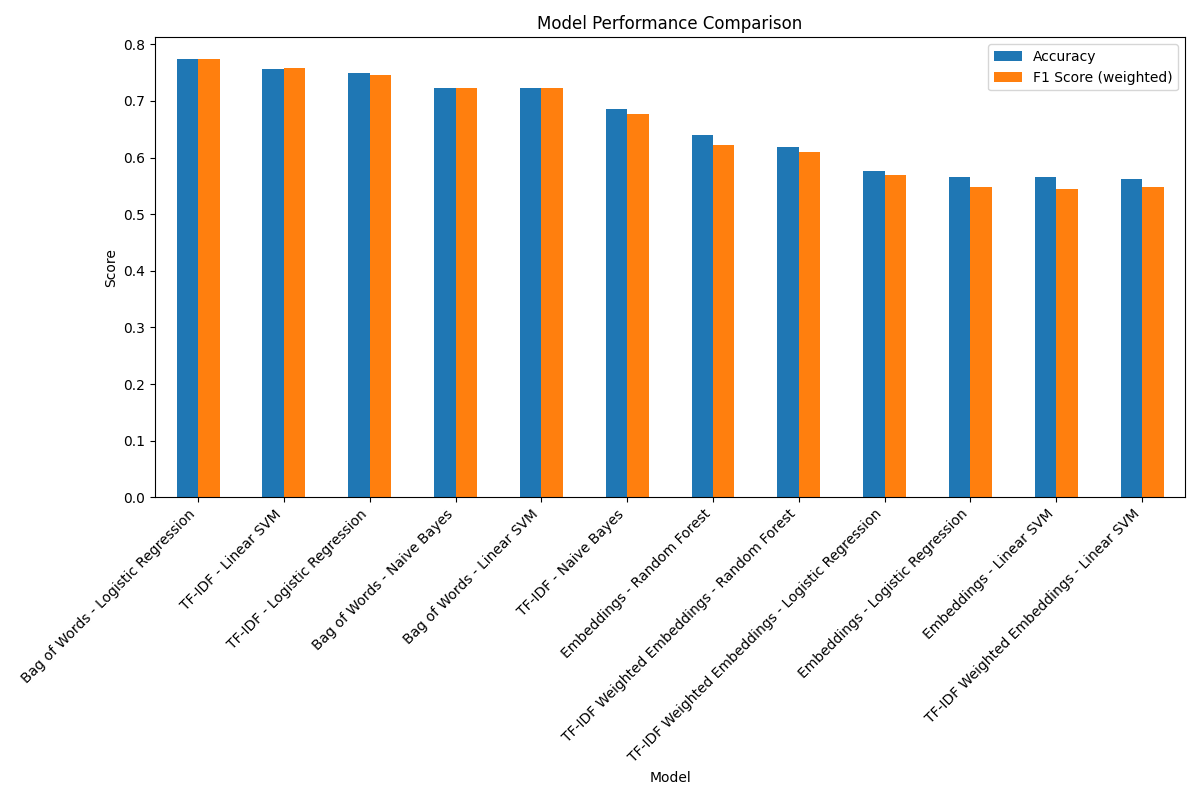 Model Performance Comparison
Accuracy
F1 Score (weighted)
Score
0.8
0.7
0.6
0.5
0.4
0.3
0.2
0.1
0.0
Bag of Words - Logistic Regression
TF-IDF - Linear SVM
TF-IDF - Logistic Regression
Bag of Words - Naive Bayes
Bag of Words - Linear SVM
TF-IDF - Naive Bayes
Embeddings - Random Forest
TF-IDF Weighted Embeddings - Random Forest
TF-IDF Weighted Embeddings - Logistic Regression
Embeddings - Logistic Regression
Embeddings - Linear SVM
TF-IDF Weighted Embeddings - Linear SVM
Model